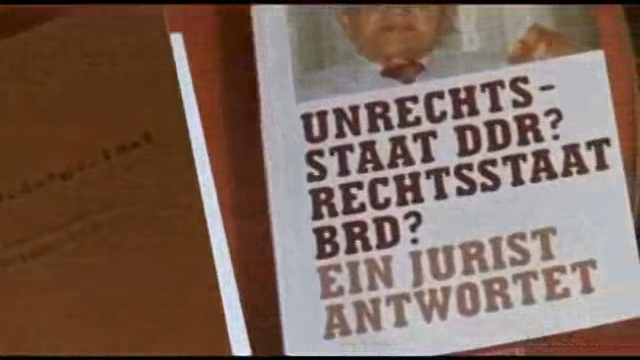 UNRECHTS-
STAAT DDR?
RECHTSSTAAT
BRD?
EIN JURIST
ANTWORTET